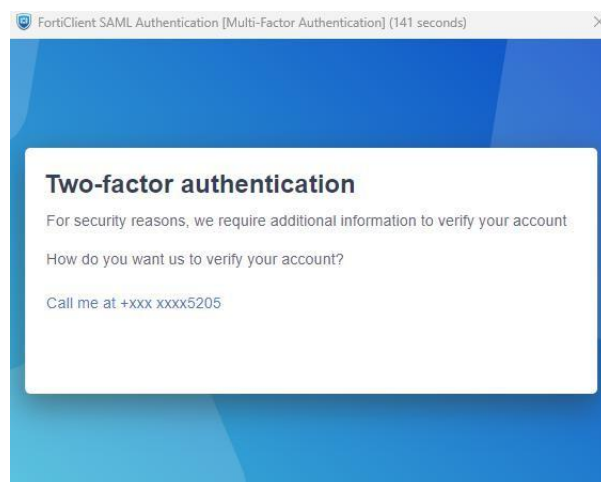 FortiClient SAML Authentication [Multi-Factor Authentication] (141 seconds)
Two-factor authentication
For security reasons, we require additional information to verify your account
How do you want us to verify your account?
Call me at +xxx xxxx5205